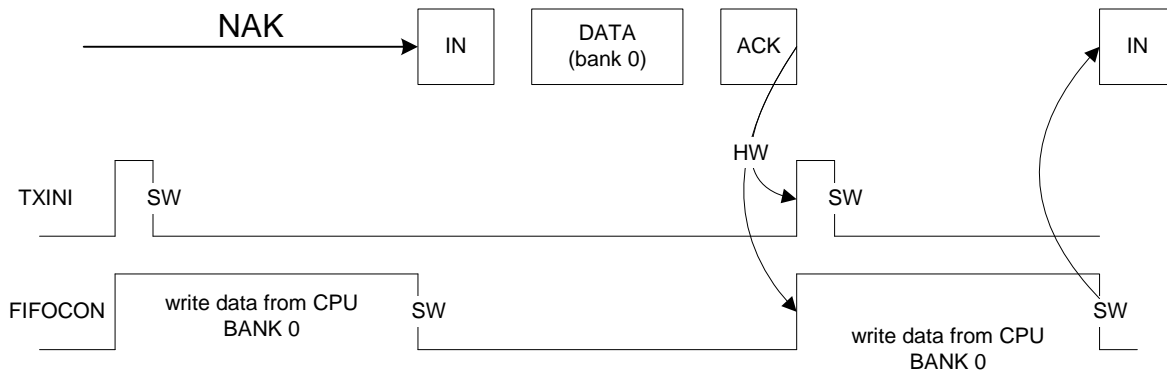 NAK
IN
DATA
(bank 0)
ACK
IN
HW
TXINI
SW
SW
FIFOCON
write data from CPU
BANK 0
SW
write data from CPU
BANK 0
SW